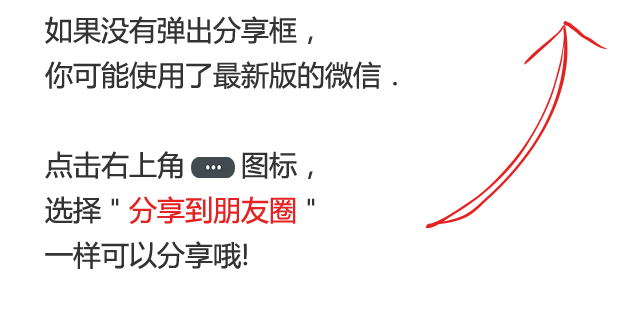 如果没有弹出分享框，
你可能使用了最新版的微信．
点击右上角 ••• 图标，
选择＂分享到朋友圈＂
一样可以分享哦!